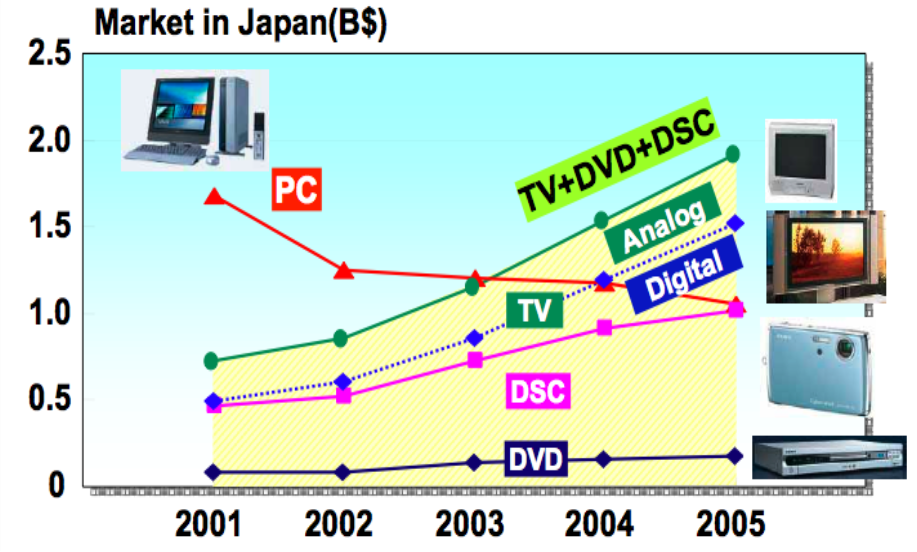 Market in Japan(B$)
2.5
2.0
1.5
1.0
0.5
0
PC
TV+DVD+DSC
Analog
Digital
TV
DSC
DVD
2001 2002 2003 2004 2005